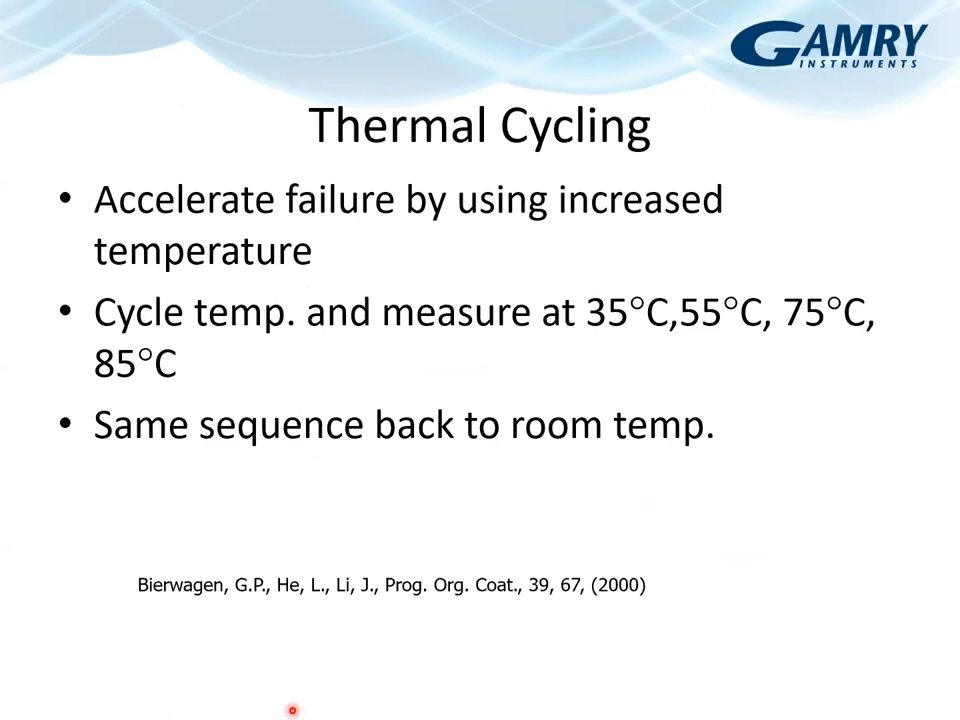 GAMRY
INSTRUMENTS
Thermal Cycling
• Accelerate failure by using increased
temperature
• Cycle temp. and measure at 35°C,55°C, 75°C,
85°C
• Same sequence back to room temp.
Bierwagen, G.P., He, L., Li, J., Prog. Org. Coat., 39, 67, (2000)